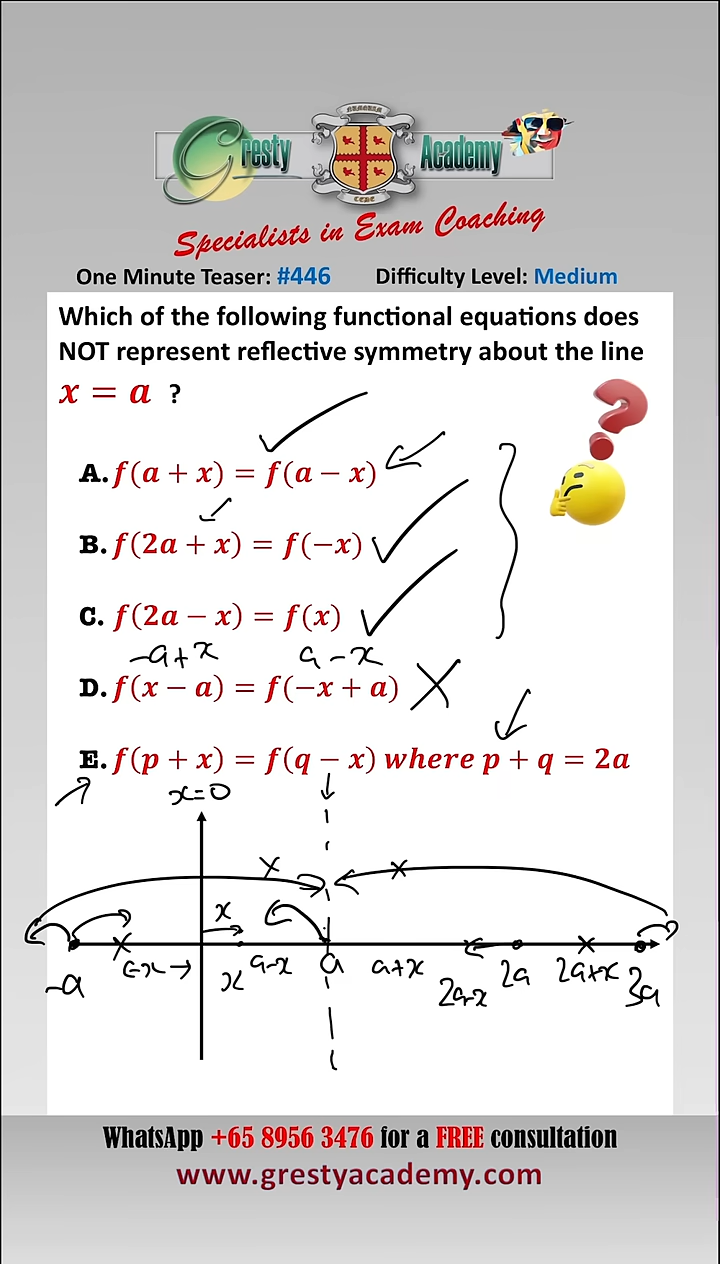 NUMQUAM
Gresty Academy
CEDE
Specialists in Exam Coaching
One Minute Teaser: #446 Difficulty Level: Medium
Which of the following functional equations does
NOT represent reflective symmetry about the line
x = a ?
A. f(a + x) = f(a − x)
B. f(2a + x) = f(−x)
C. f(2a − x) = f(x)
-a+x a-x
D. f(x − a) = f(−x + a)
E. f(p + x) = f(q − x) where p + q = 2a
x=0
x
-a -x x a-x a a+x 2a-x 2a 2a+x 3a
WhatsApp +65 8956 3476 for a FREE consultation
www.grestyacademy.com